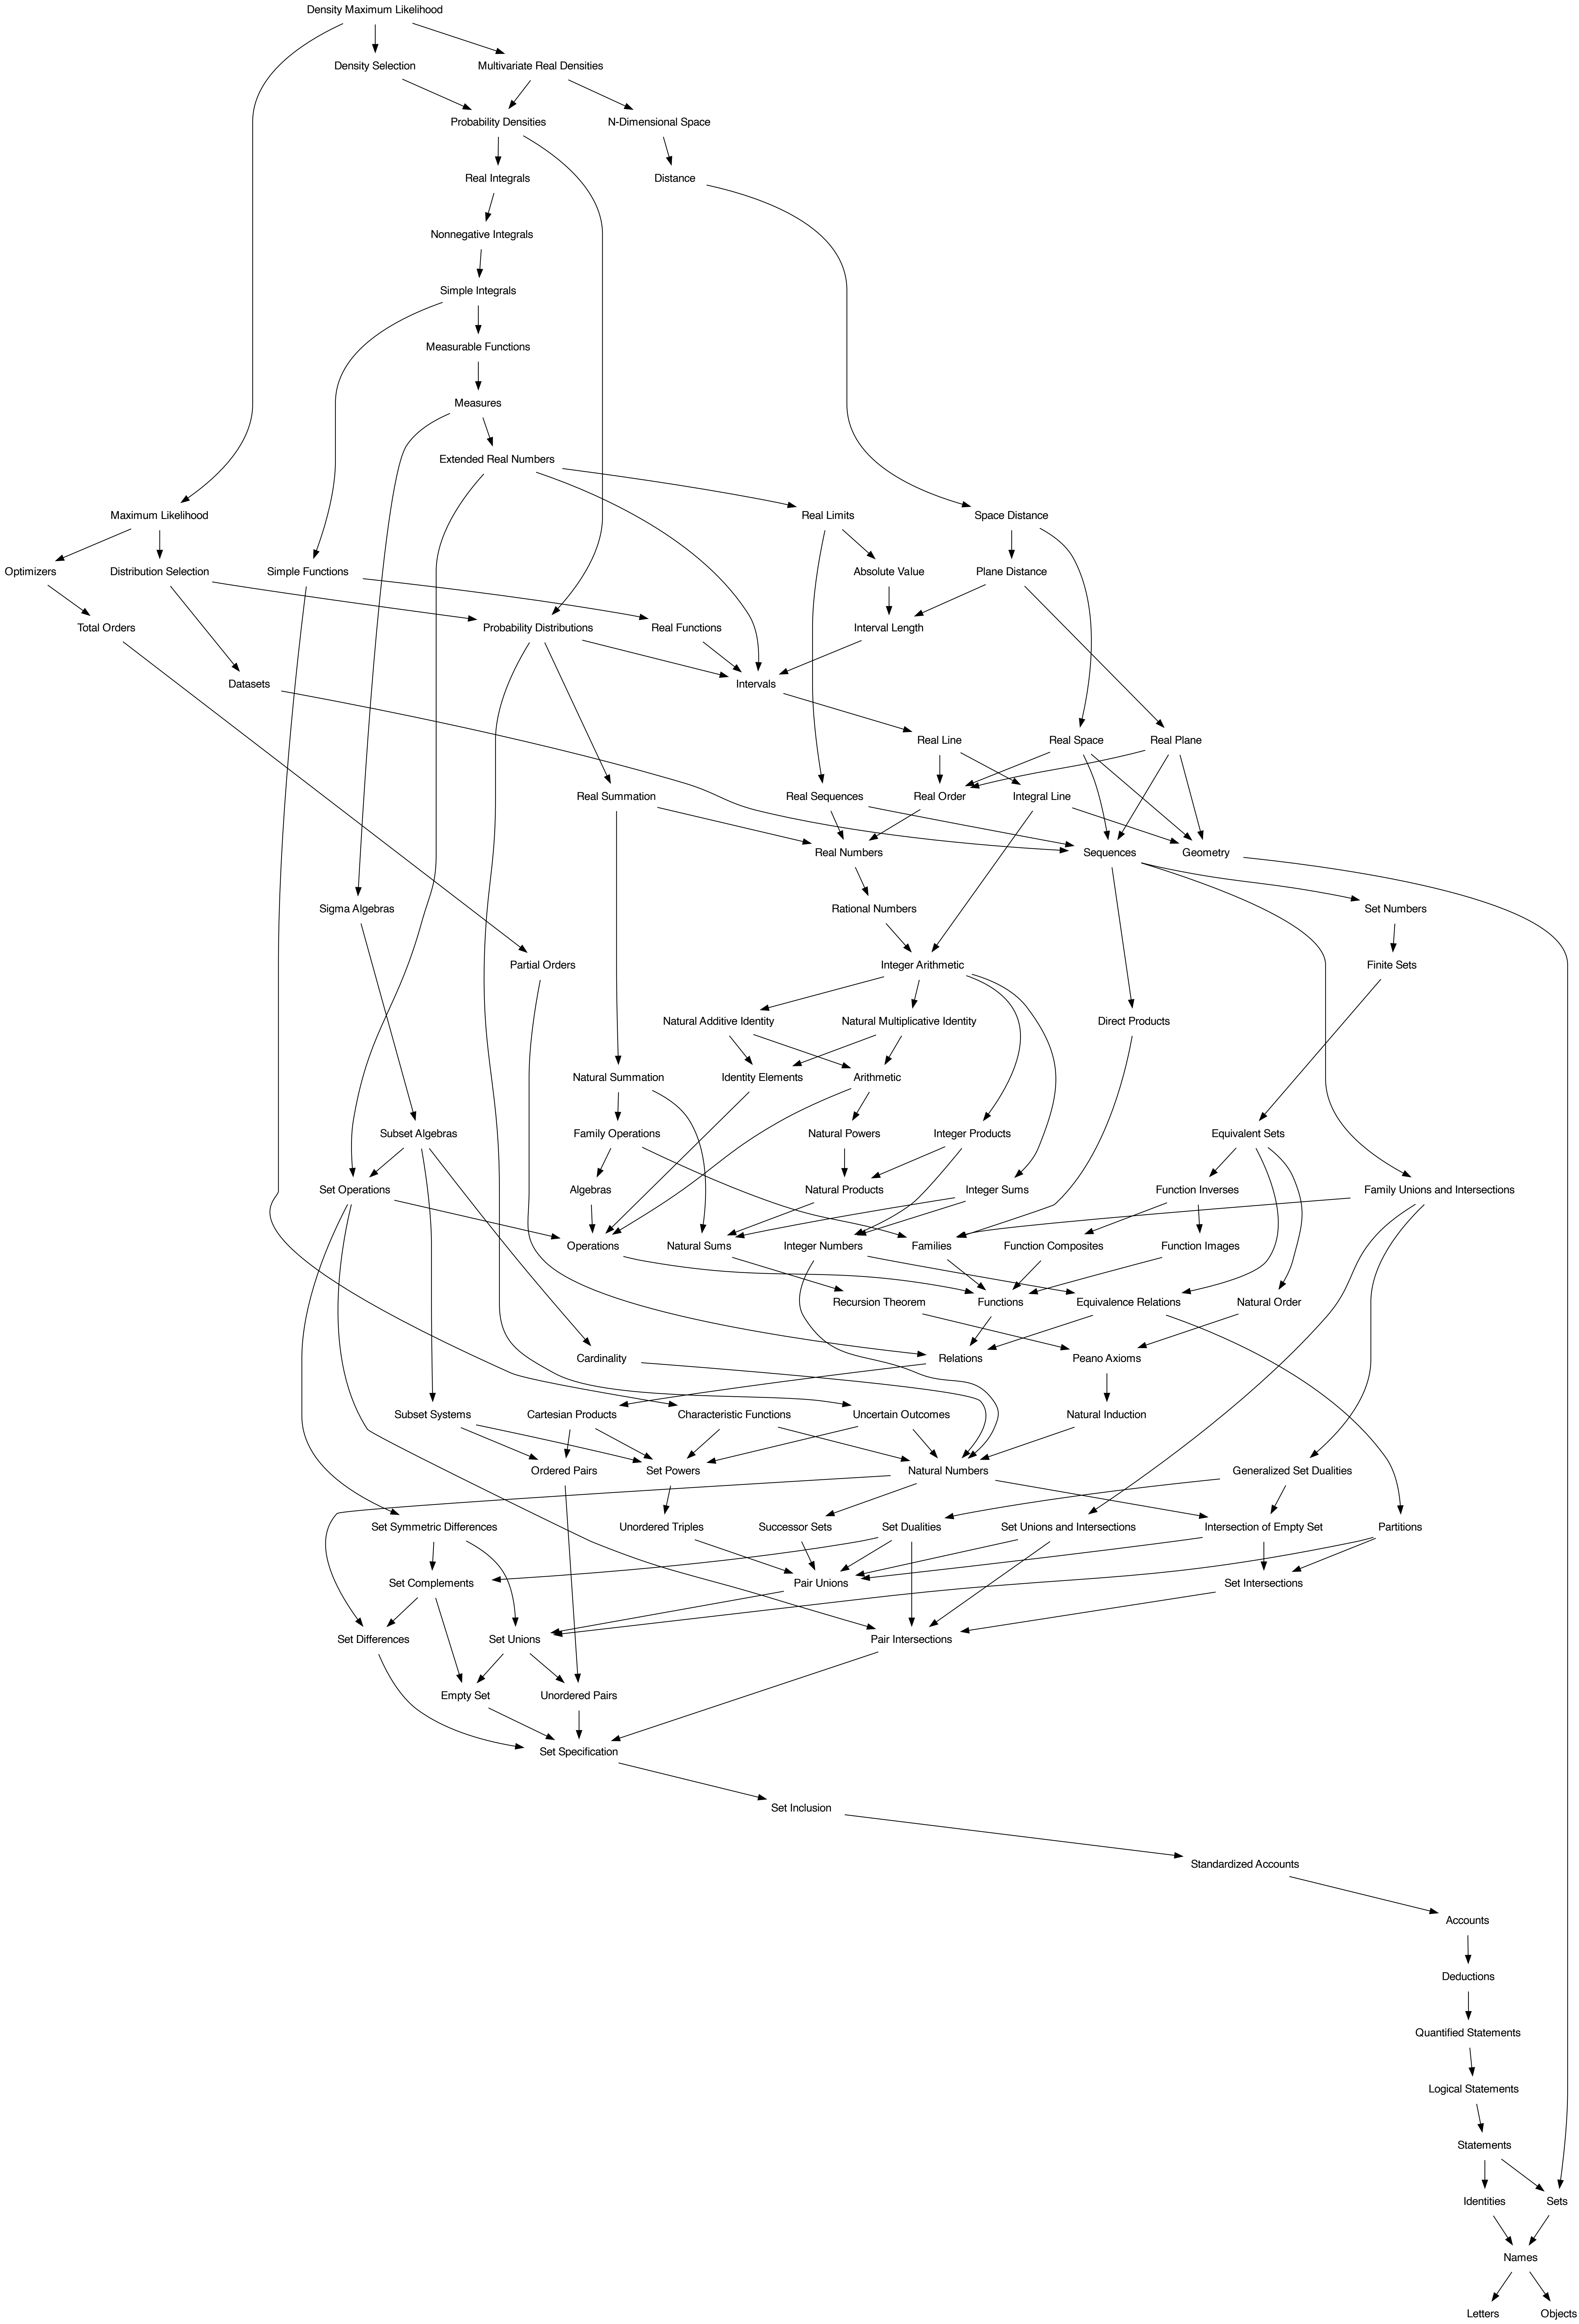 Density Maximum Likelihood
Density Selection
Multivariate Real Densities
Probability Densities
N-Dimensional Space
Real Integrals
Distance
Nonnegative Integrals
Simple Integrals
Measurable Functions
Measures
Extended Real Numbers
Maximum Likelihood
Real Limits
Space Distance
Optimizers
Distribution Selection
Simple Functions
Absolute Value
Plane Distance
Total Orders
Probability Distributions
Real Functions
Interval Length
Datasets
Intervals
Real Line
Real Space
Real Plane
Real Summation
Real Sequences
Real Order
Integral Line
Real Numbers
Sequences
Geometry
Sigma Algebras
Rational Numbers
Set Numbers
Partial Orders
Integer Arithmetic
Finite Sets
Natural Additive Identity
Natural Multiplicative Identity
Direct Products
Natural Summation
Identity Elements
Arithmetic
Subset Algebras
Family Operations
Natural Powers
Integer Products
Equivalent Sets
Set Operations
Algebras
Natural Products
Integer Sums
Function Inverses
Family Unions and Intersections
Operations
Natural Sums
Integer Numbers
Families
Function Composites
Function Images
Recursion Theorem
Functions
Equivalence Relations
Natural Order
Cardinality
Relations
Peano Axioms
Subset Systems
Cartesian Products
Characteristic Functions
Uncertain Outcomes
Natural Induction
Ordered Pairs
Set Powers
Natural Numbers
Generalized Set Dualities
Set Symmetric Differences
Unordered Triples
Successor Sets
Set Dualities
Set Unions and Intersections
Intersection of Empty Set
Partitions
Set Complements
Pair Unions
Set Intersections
Set Differences
Set Unions
Pair Intersections
Empty Set
Unordered Pairs
Set Specification
Set Inclusion
Standardized Accounts
Accounts
Deductions
Quantified Statements
Logical Statements
Statements
Identities
Sets
Names
Letters
Objects